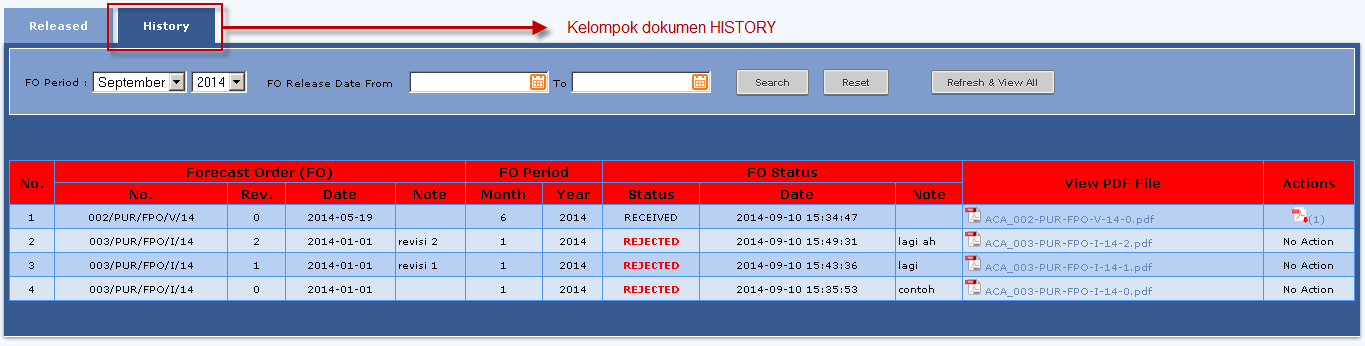 Released History Kelompok dokumen HISTORY
FO Period : September 2014 FO Release Date From To Search Reset Refresh & View All
No. Forecast Order (FO) FO Period FO Status View PDF File Actions
No. Rev. Date Note Month Year Status Date Note
1 002/PUR/FPO/V/14 0 2014-05-19 6 2014 RECEIVED 2014-09-10 15:34:47 ACA_002-PUR-FPO-V-14-0.pdf (1)
2 003/PUR/FPO/I/14 2 2014-01-01 revisi 2 1 2014 REJECTED 2014-09-10 15:49:31 lagi ah ACA_003-PUR-FPO-I-14-2.pdf No Action
3 003/PUR/FPO/I/14 1 2014-01-01 revisi 1 1 2014 REJECTED 2014-09-10 15:43:36 lagi ACA_003-PUR-FPO-I-14-1.pdf No Action
4 003/PUR/FPO/I/14 0 2014-01-01 1 2014 REJECTED 2014-09-10 15:35:53 contoh ACA_003-PUR-FPO-I-14-0.pdf No Action